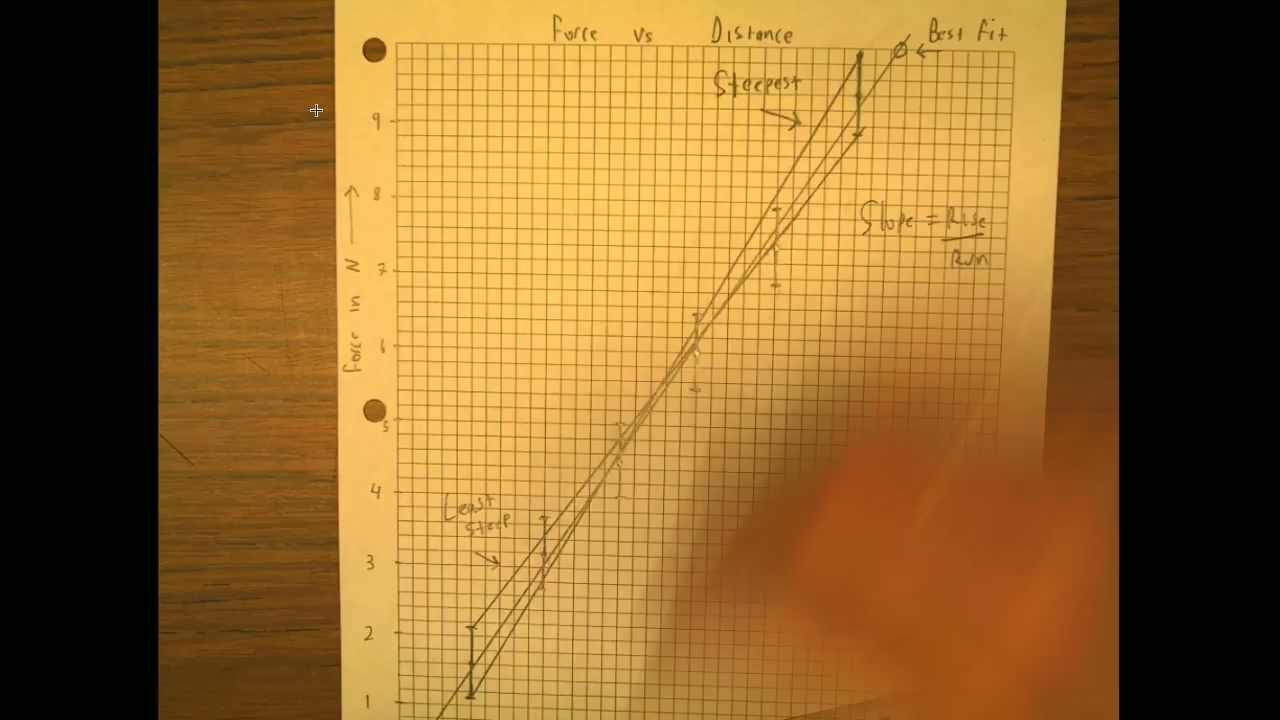 Force vs Distance
Best Fit
Steepest
9
8
Slope = Rise
Run
7
Force in N
6
5
4
Least
steep
3
2
1